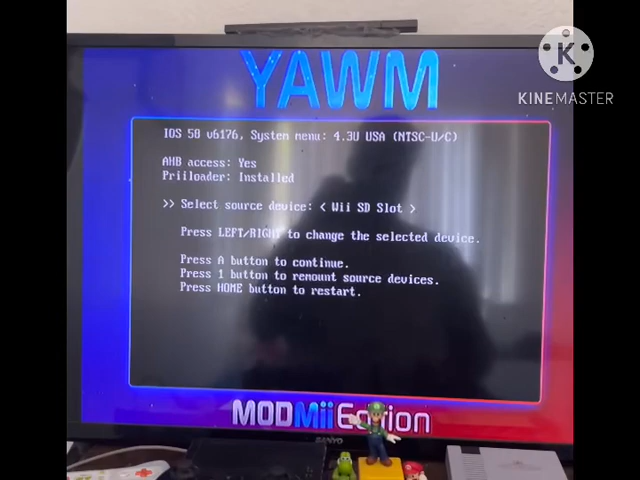 YAWM
KINEMASTER
IOS 58 v6176, System menu: 4.3U USA (NTSC-U/C)
AHB access: Yes
Priiloader: Installed
>> Select source device: < Wii SD Slot >
Press LEFT/RIGHT to change the selected device.
Press A button to continue.
Press 1 button to remount source devices.
Press HOME button to restart.
MODMii Edition
SANYO